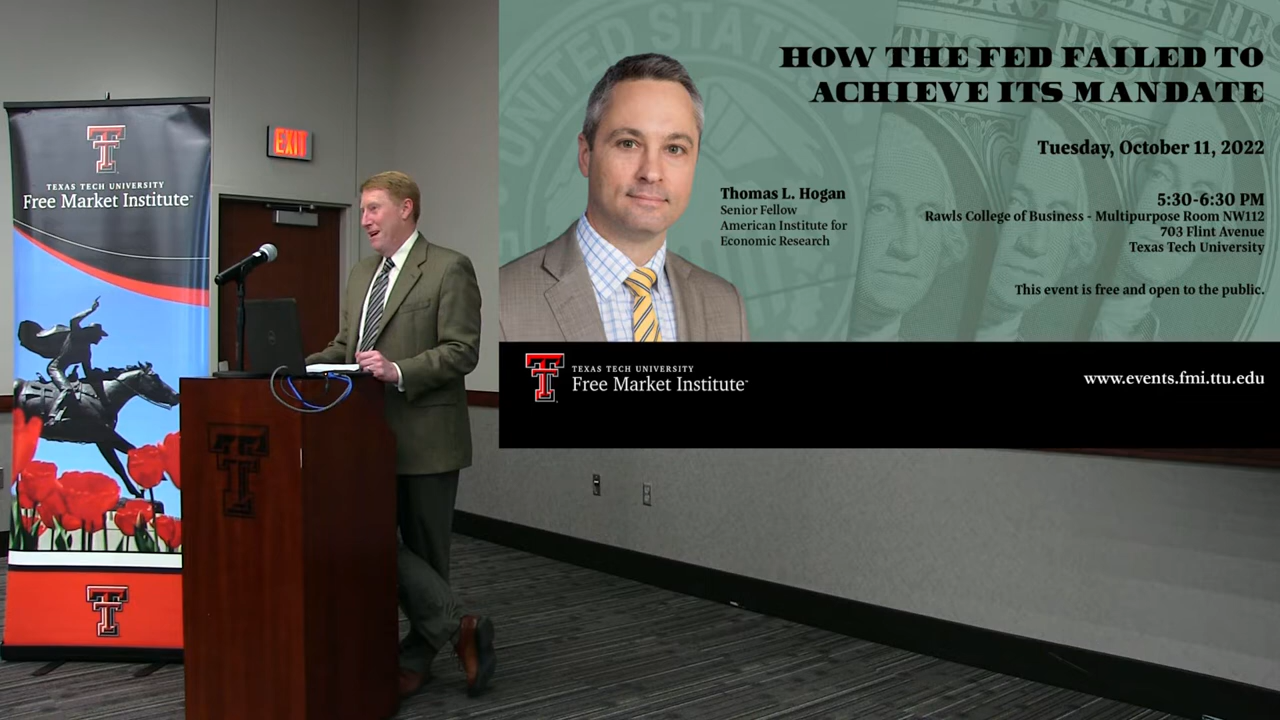 TEXAS TECH UNIVERSITY
Free Market Institute™
EXIT
HOW THE FED FAILED TO
ACHIEVE ITS MANDATE
Tuesday, October 11, 2022
Thomas L. Hogan
Senior Fellow
American Institute for
Economic Research
5:30-6:30 PM
Rawls College of Business - Multipurpose Room NW112
703 Flint Avenue
Texas Tech University
This event is free and open to the public.
TEXAS TECH UNIVERSITY
Free Market Institute™
www.events.fmi.ttu.edu